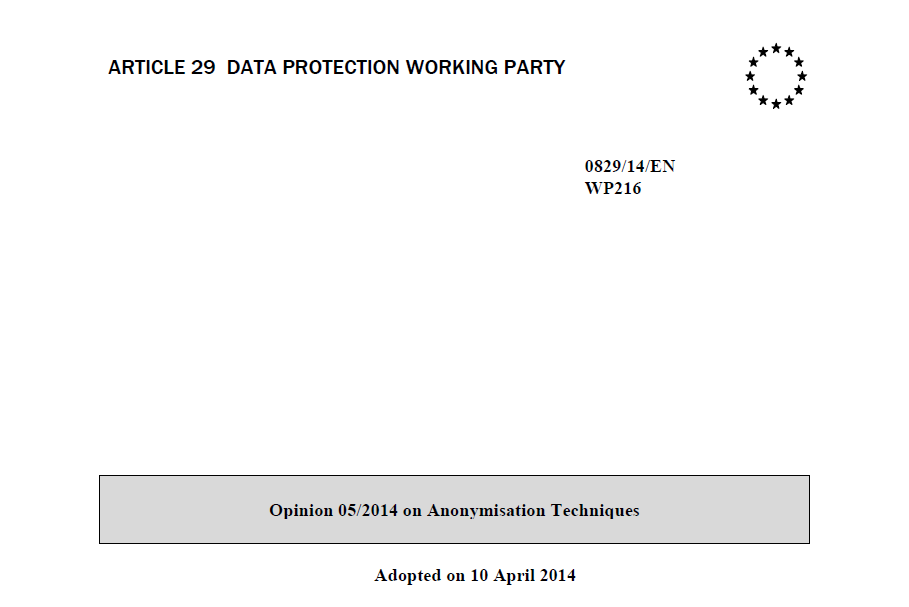 ARTICLE 29 DATA PROTECTION WORKING PARTY
0829/14/EN
WP216
Opinion 05/2014 on Anonymisation Techniques
Adopted on 10 April 2014